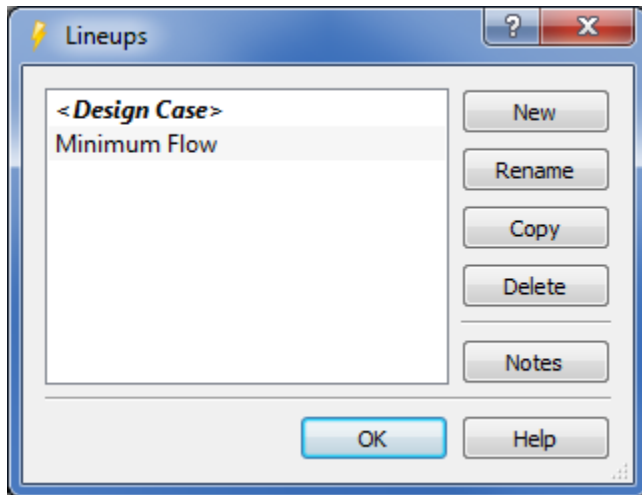 Lineups
?
X
<Design Case>
Minimum Flow
New
Rename
Copy
Delete
Notes
OK
Help